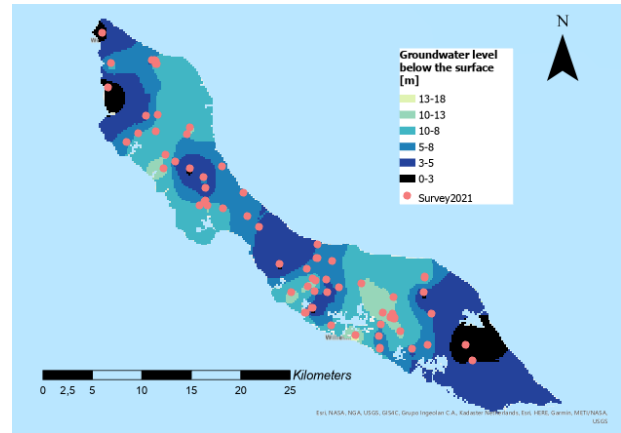 N
Groundwater level
below the surface
[m]
13-18
10-13
10-8
5-8
3-5
0-3
Survey2021
Kilometers
0 2,5 5 10 15 20 25
Esri, NASA, NGA, USGS, GISIC, Grupo Ingeolan C.A., Kadaster Netherlands, Esri, HERE, Garmin, METI/NASA,
USGS